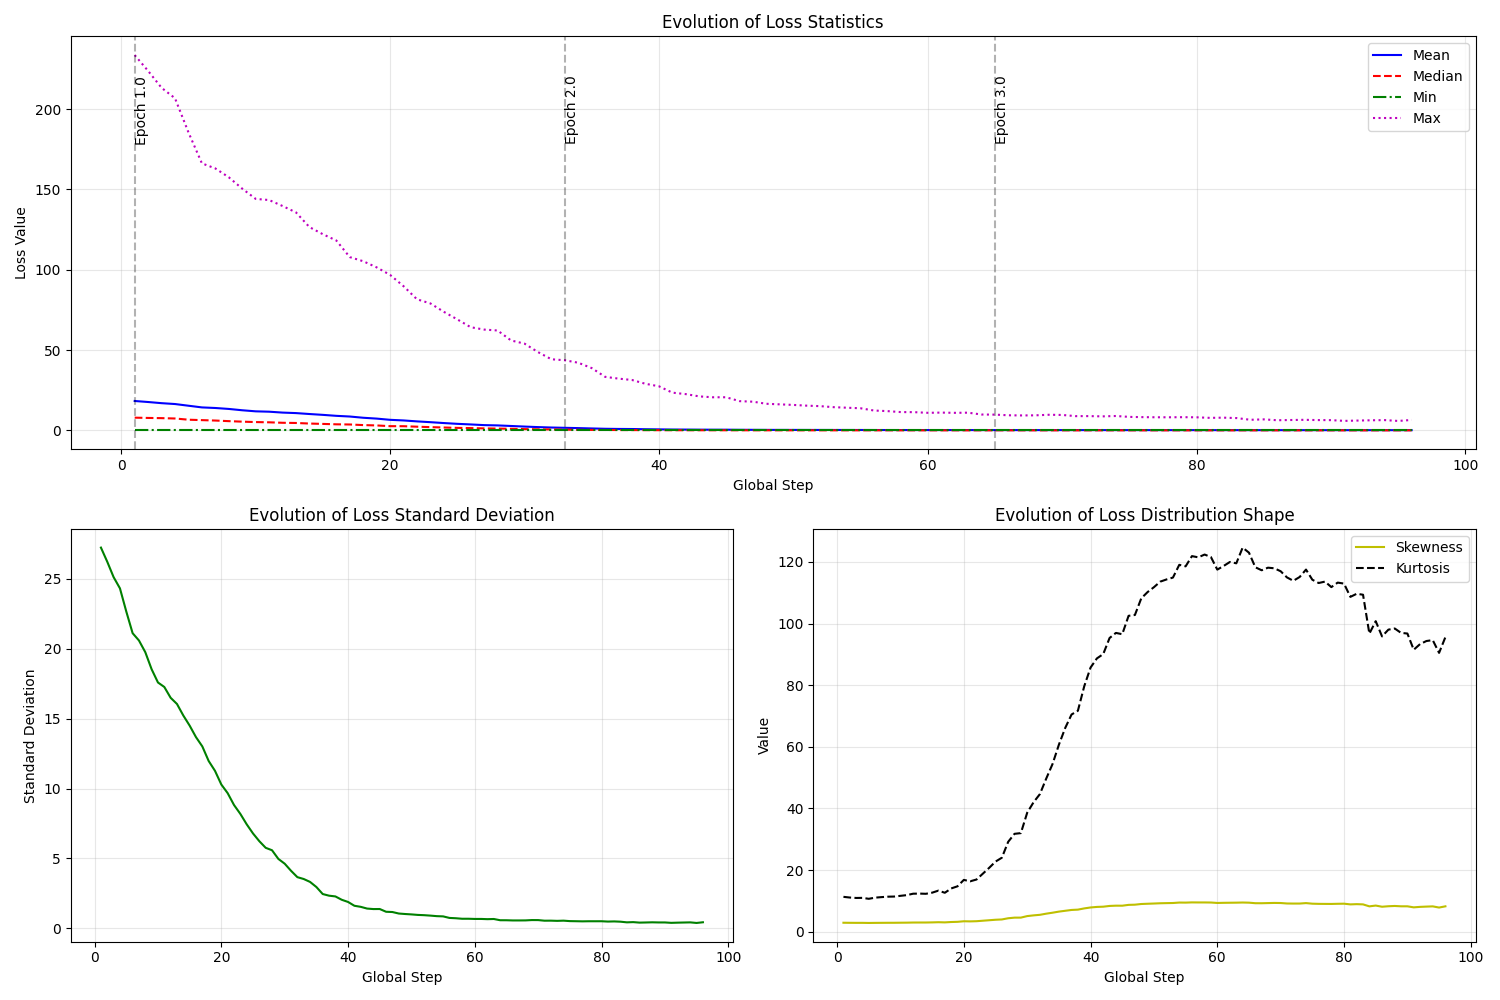 Evolution of Loss Statistics
Loss Value
200
150
100
50
0
Epoch 1.0
Epoch 2.0
Epoch 3.0
Mean
Median
Min
Max
0 20 40 60 80 100
Global Step
Evolution of Loss Standard Deviation
Standard Deviation
25
20
15
10
5
0
0 20 40 60 80 100
Global Step
Evolution of Loss Distribution Shape
Value
120
100
80
60
40
20
0
Skewness
Kurtosis
0 20 40 60 80 100
Global Step